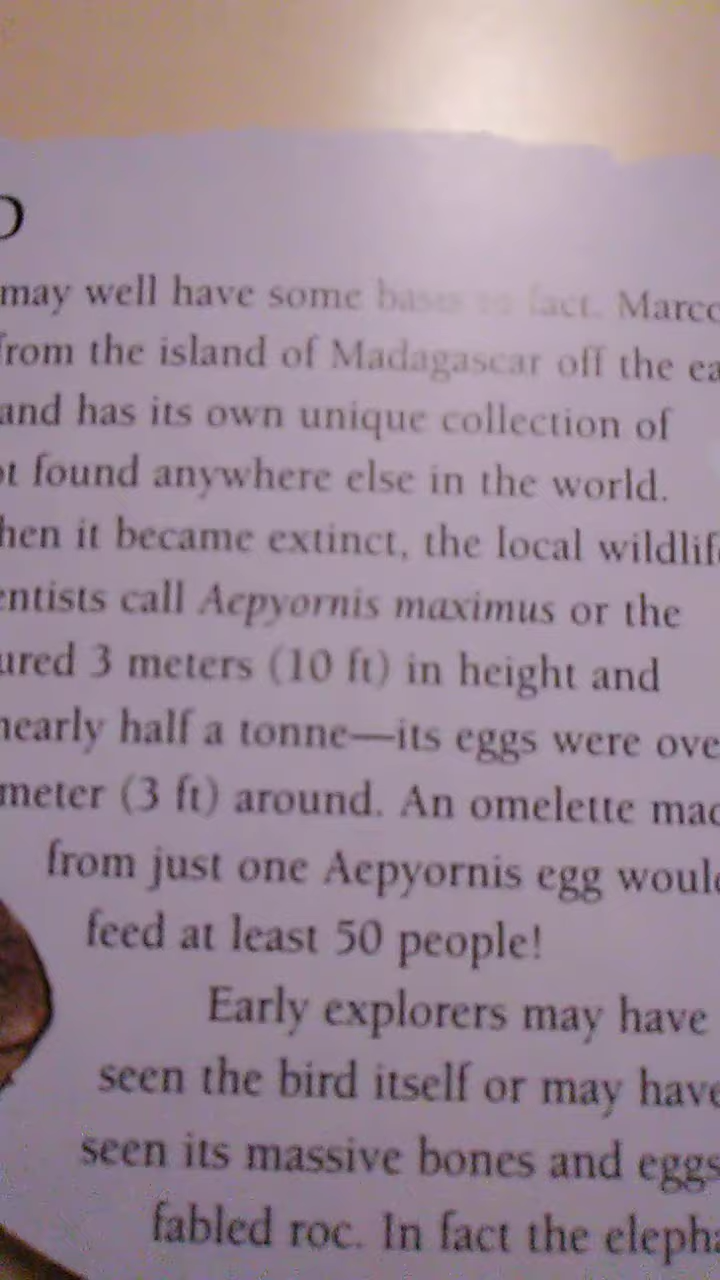 D
may well have some basis in fact. Marco
from the island of Madagascar off the ea
and has its own unique collection of
ot found anywhere else in the world.
hen it became extinct, the local wildlife
entists call Aepyornis maximus or the
ured 3 meters (10 ft) in height and
nearly half a tonne—its eggs were ove
meter (3 ft) around. An omelette mad
from just one Aepyornis egg would
feed at least 50 people!
Early explorers may have
seen the bird itself or may have
seen its massive bones and eggs
fabled roc. In fact the elepha